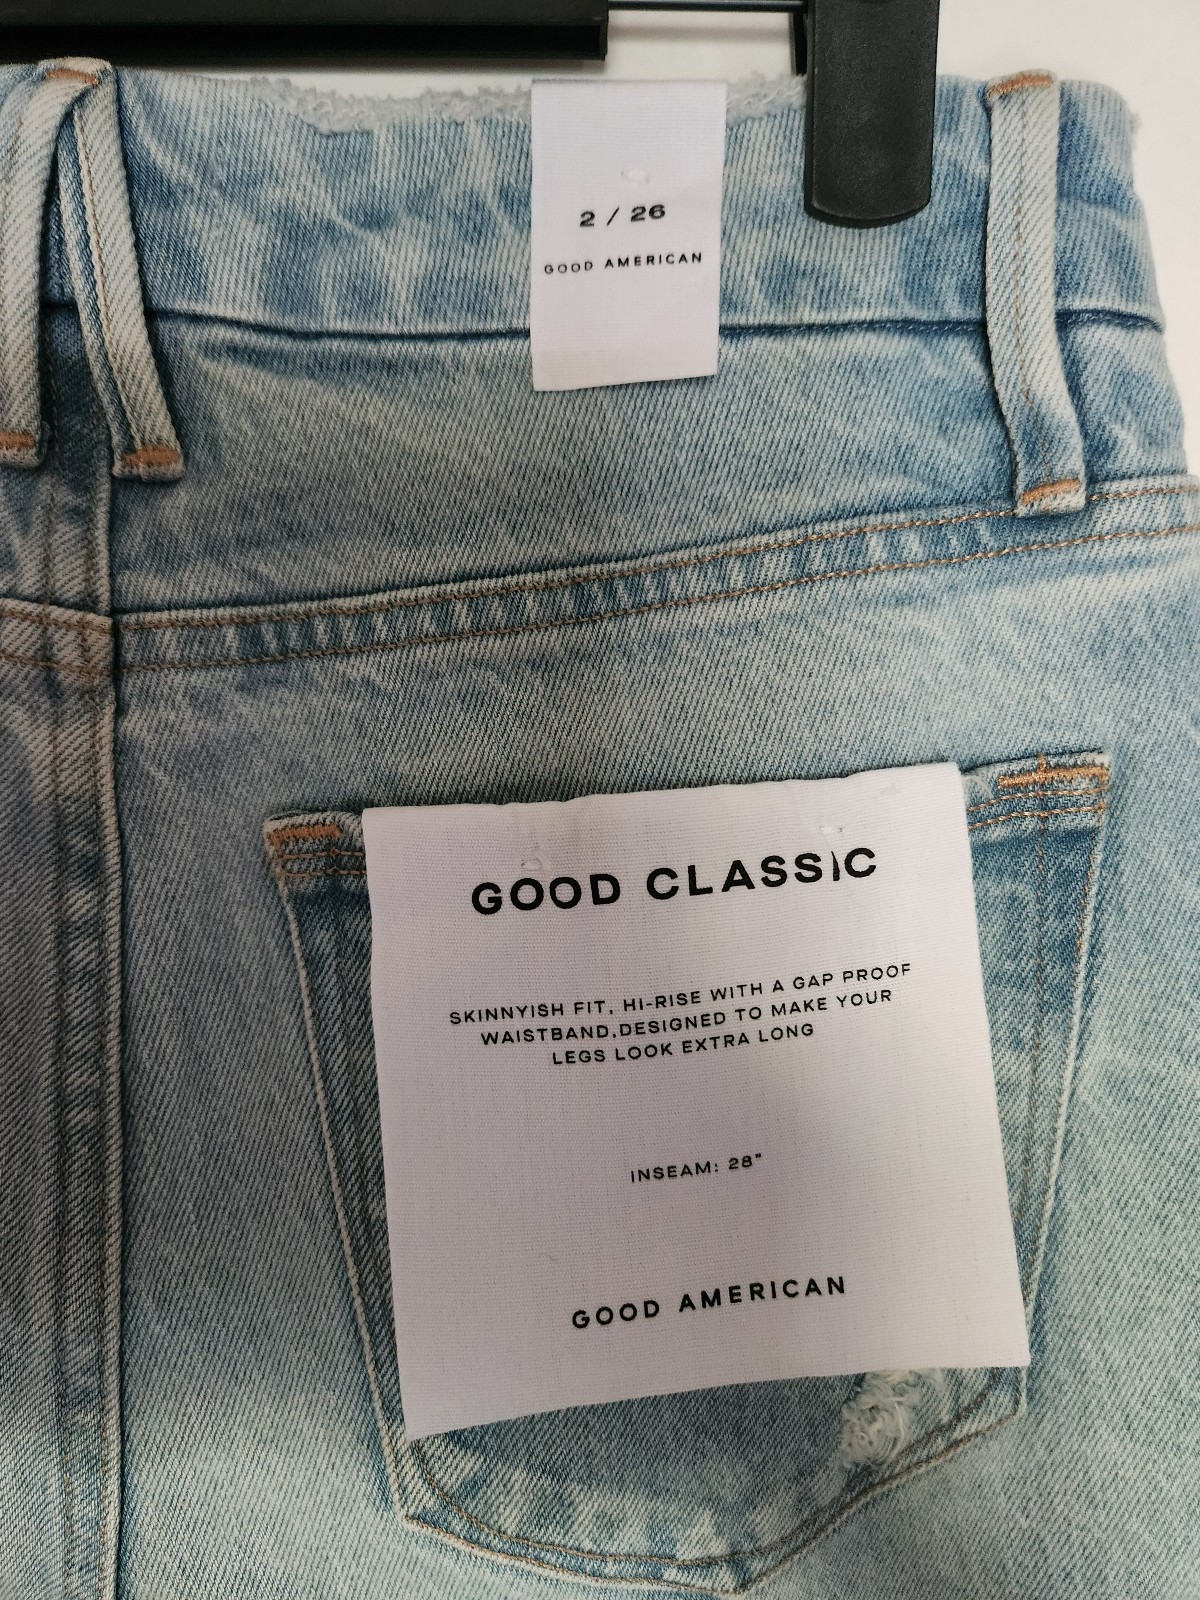 2 / 26
GOOD AMERICAN
GOOD CLASSIC
SKINNYISH FIT, HI-RISE WITH A GAP PROOF
WAISTBAND,DESIGNED TO MAKE YOUR
LEGS LOOK EXTRA LONG
INSEAM: 28"
GOOD AMERICAN